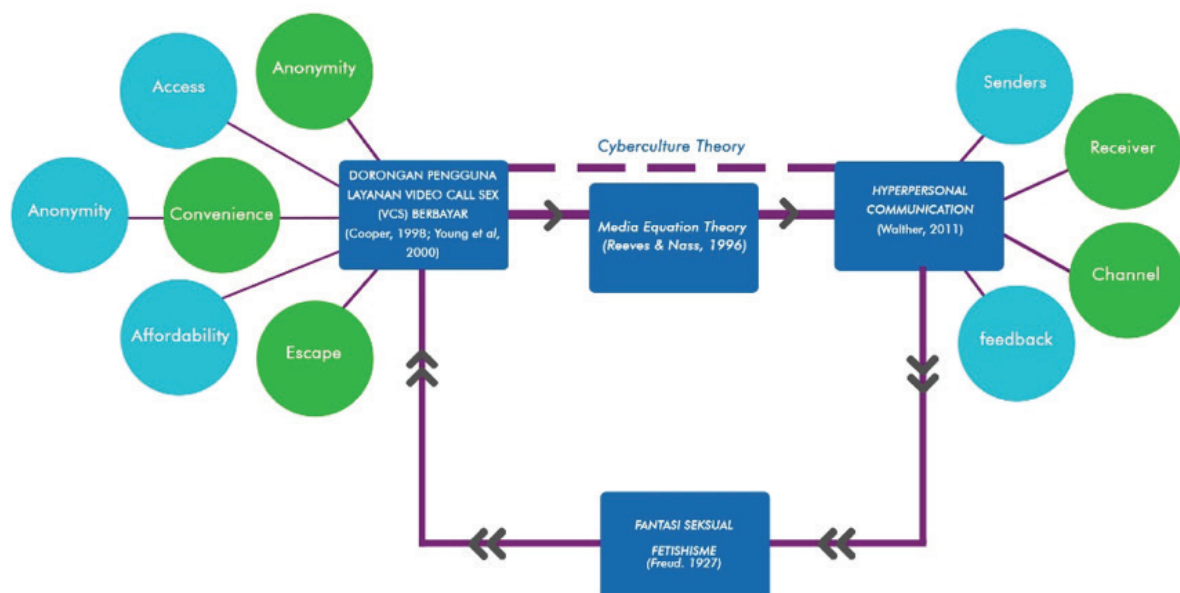 Access
Anonymity
Anonymity
Convenience
Affordability
Escape
DORONGAN PENGGUNA
LAYANAN VIDEO CALL SEX
(VCS) BERBAYAR
(Cooper, 1998; Young et al,
2000)
Cyberculture Theory
Media Equation Theory
(Reeves & Nass, 1996)
HYPERPERSONAL
COMMUNICATION
(Walther, 2011)
Senders
Receiver
Channel
feedback
FANTASI SEKSUAL
FETISHISME
(Freud. 1927)